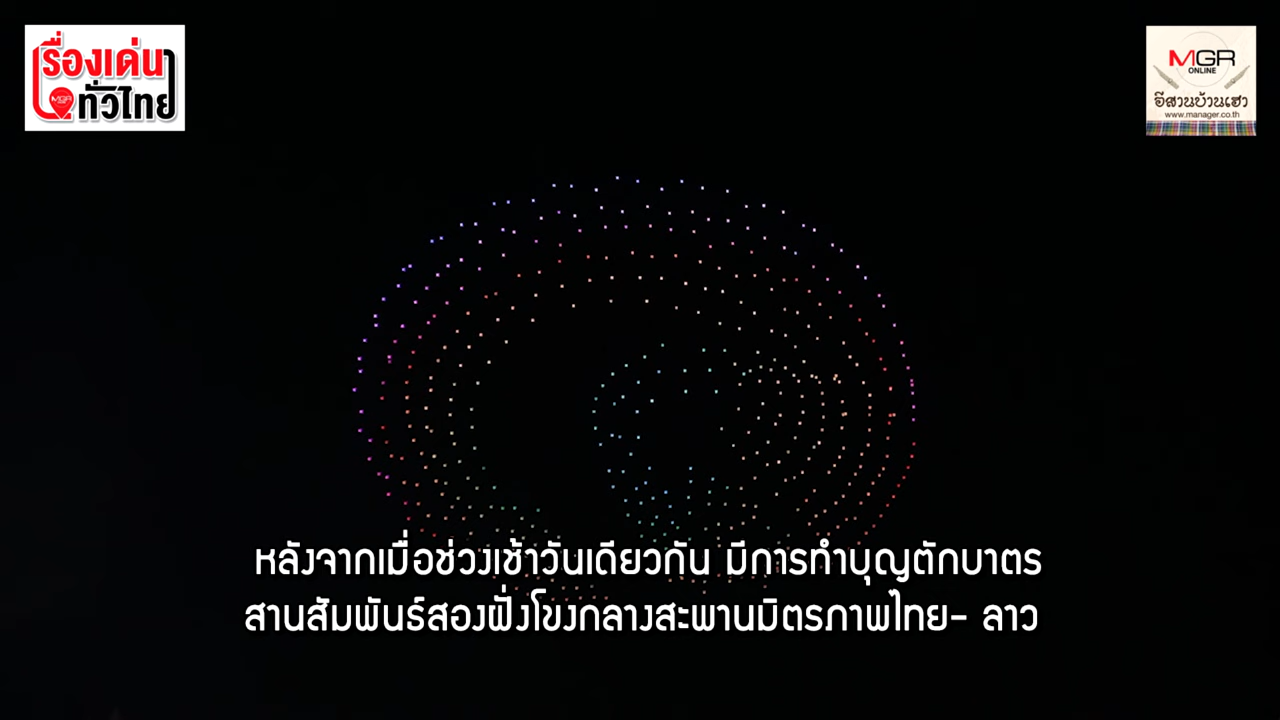 เรื่องเด่น
MGR
ทั่วไทย
MGR
ONLINE
อีสานบ้านเฮา
www.manager.co.th
หลังจากเมื่อช่วงเช้าวันเดียวกัน มีการทำบุญตักบาตร
สานสัมพันธ์สองฝั่งโขงกลางสะพานมิตรภาพไทย- ลาว